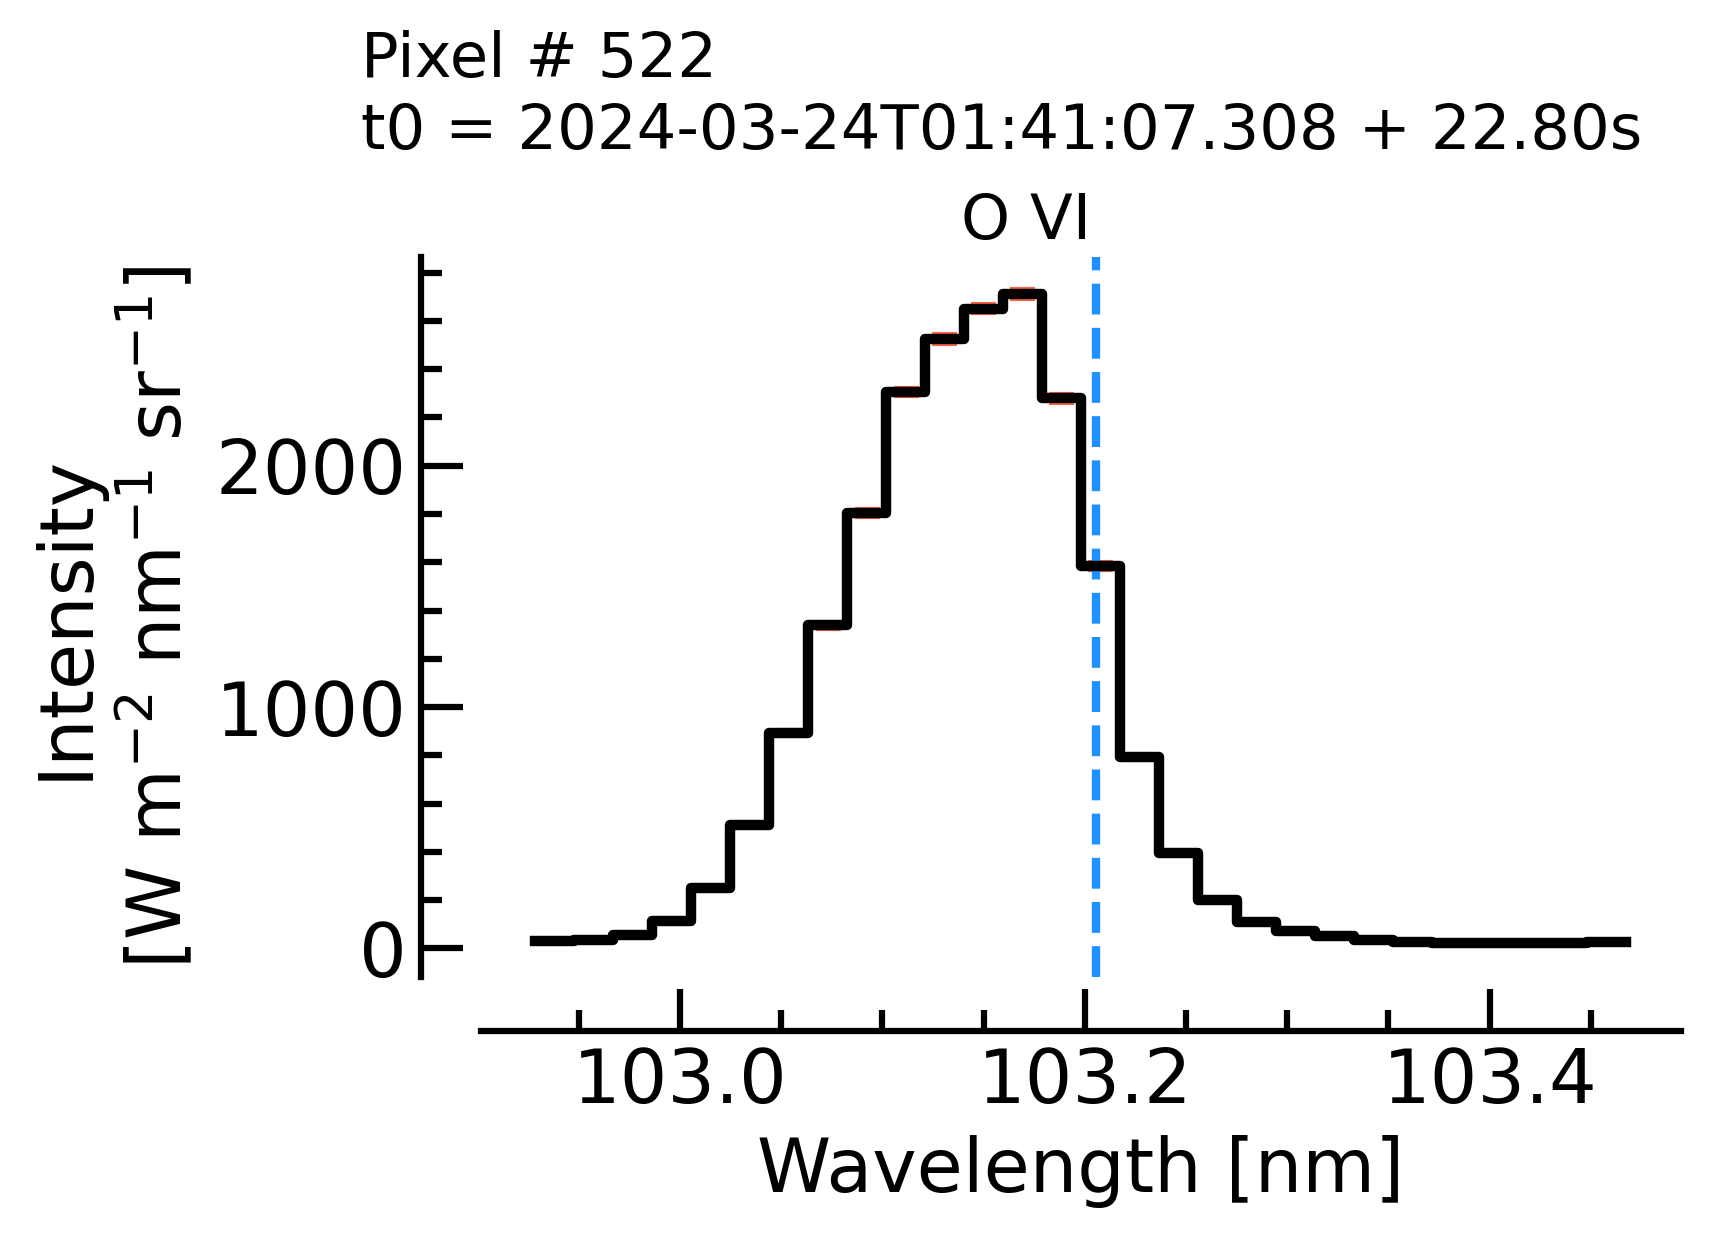 Pixel # 522
t0 = 2024-03-24T01:41:07.308 + 22.80s
O VI
Intensity
[W m⁻² nm⁻¹ sr⁻¹]
2000
1000
0
103.0 103.2 103.4
Wavelength [nm]